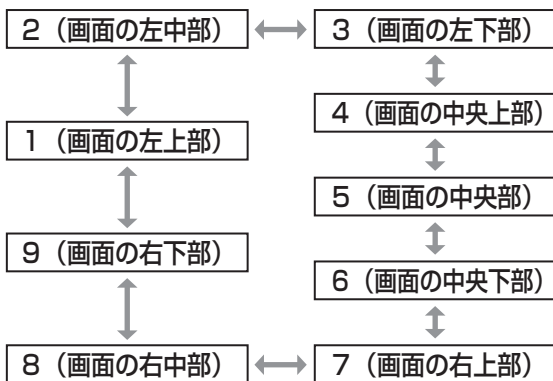 2（画面の左中部）
3（画面の左下部）
4（画面の中央上部）
1（画面の左上部）
5（画面の中央部）
9（画面の右下部）
6（画面の中央下部）
8（画面の右中部）
7（画面の右上部）